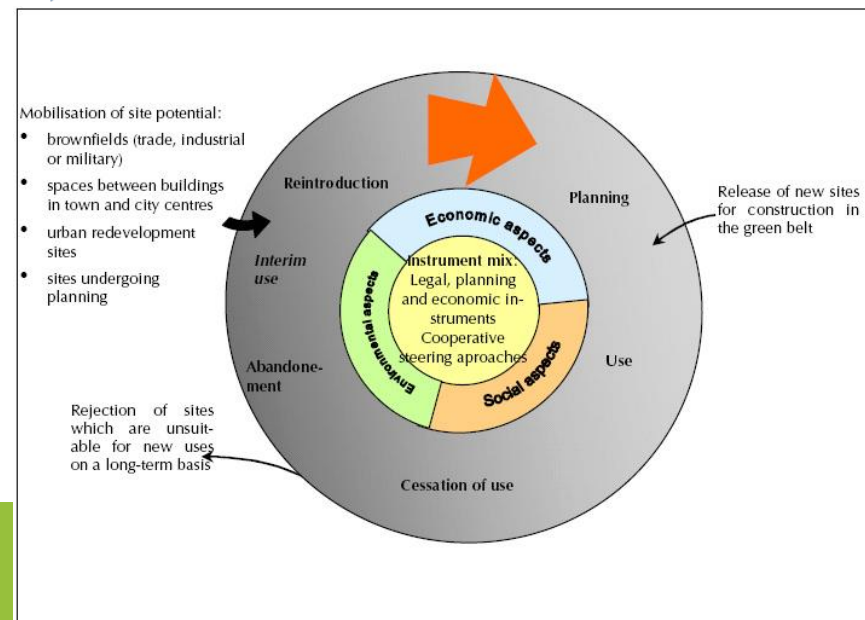 Mobilisation of site potential:
• brownfields (trade, industrial
or military)
• spaces between buildings
in town and city centres
• urban redevelopment
sites
• sites undergoing
planning
Reintroduction
Planning
Release of new sites
for construction in
the green belt
Interim
use
Economic aspects
Environmental aspects
Social aspects
Instrument mix:
Legal, planning
and economic in-
struments
Cooperative
steering aproaches
Use
Abandone-
ment
Rejection of sites
which are unsuit-
able for new uses
on a long-term basis
Cessation of use